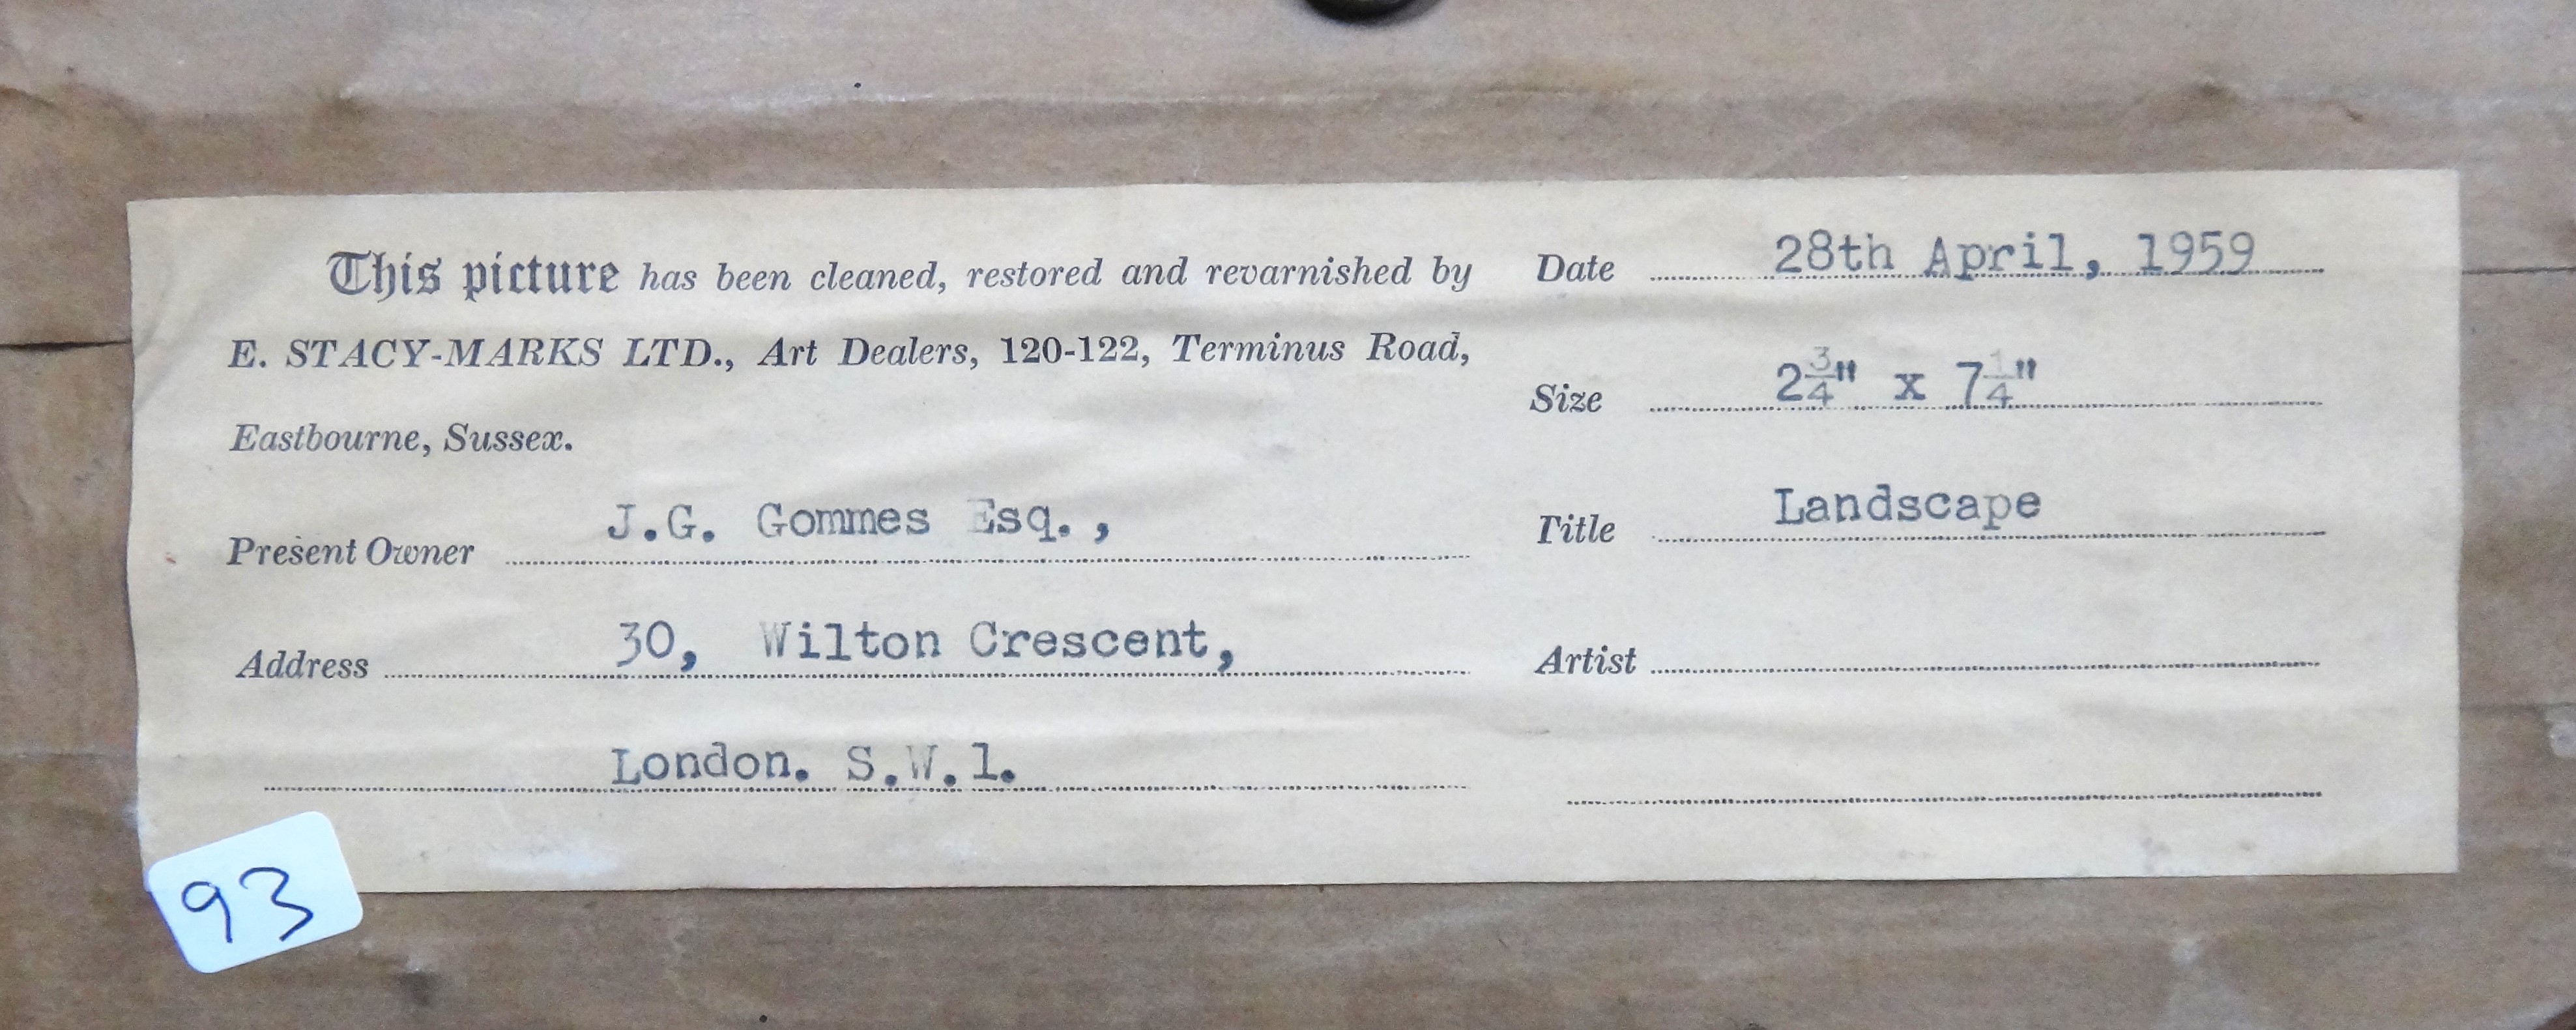 This picture has been cleaned, restored and revarnished by
E. STACY-MARKS LTD., Art Dealers, 120-122, Terminus Road,
Eastbourne, Sussex.
Present Owner J.G. Gommes Esq.,
Address 30, Wilton Crescent,
London. S.W.1.
Date 28th April, 1959
Size 2¾" x 7¼"
Title Landscape
Artist
93